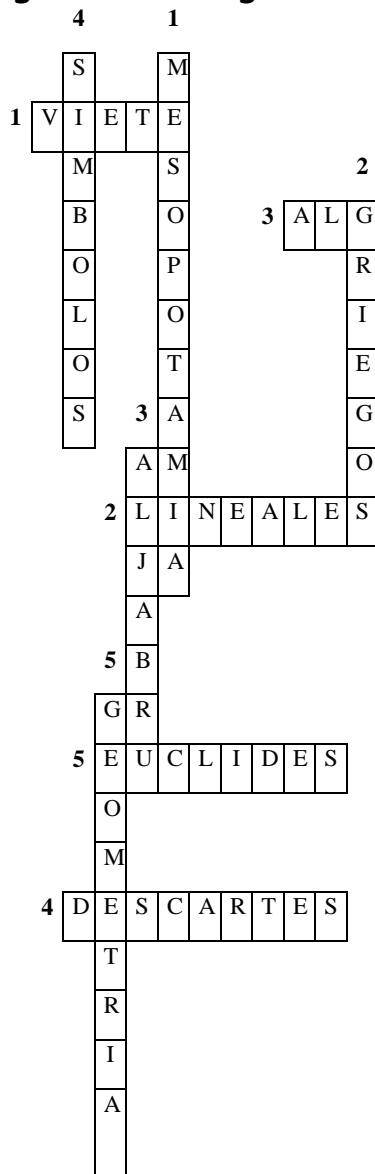 4 1
S M
1 V I E T E
M S 2
B O 3 A L G
O P R
L O I
O T E
S 3 A G
A M O
2 L I N E A L E S
J A
A
5 B
G R
5 E U C L I D E S
O
M
4 D E S C A R T E S
T
R
I
A